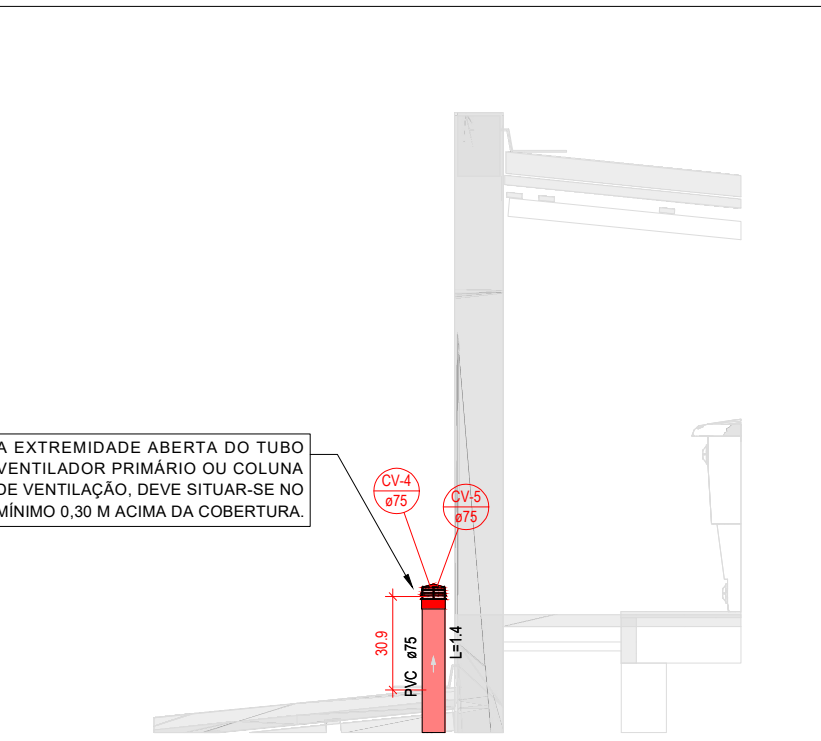 A EXTREMIDADE ABERTA DO TUBO
VENTILADOR PRIMÁRIO OU COLUNA
DE VENTILAÇÃO, DEVE SITUAR-SE NO
MÍNIMO 0,30 M ACIMA DA COBERTURA.
CV-4
ø75
CV-5
ø75
30.9
PVC ø75
L=1.4